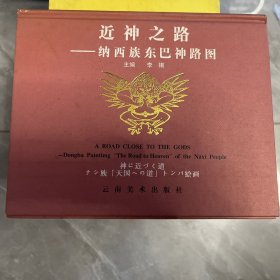 近神之路
——纳西族东巴神路图
主编 李锡
A ROAD CLOSE TO THE GODS
—Dongba Painting "The Road to Heaven" of the Naxi People
神に近づく道
ナシ族「天国への道」トンパ絵画
云南美术出版社